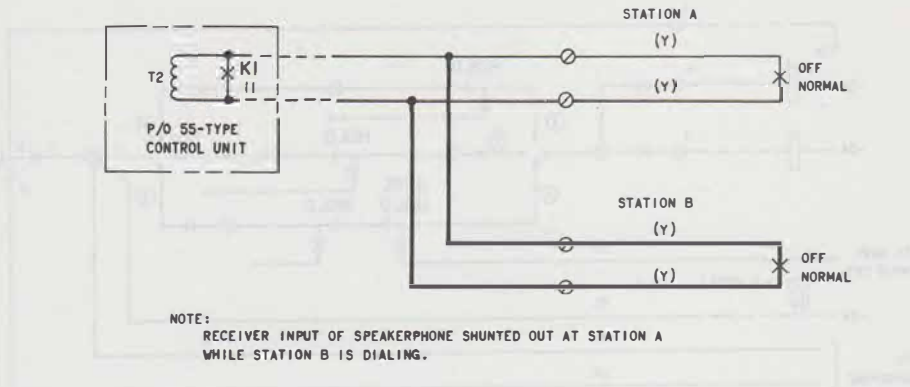 STATION A
(Y)
K1
T2
11
OFF
NORMAL
(Y)
P/O 55-TYPE
CONTROL UNIT
STATION B
(Y)
OFF
NORMAL
(Y)
NOTE:
RECEIVER INPUT OF SPEAKERPHONE SHUNTED OUT AT STATION A
WHILE STATION B IS DIALING.